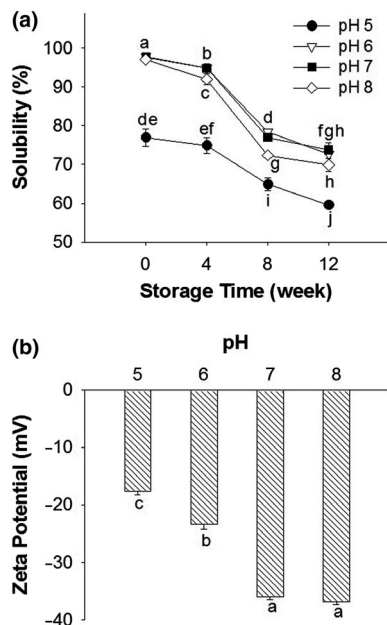 (a)
pH 5
pH 6
pH 7
pH 8
100
90
80
70
60
50
Solubility (%)
a
b
c
de
ef
d
g
i
fgh
h
j
0 4 8 12
Storage Time (week)
(b)
pH
5 6 7 8
0
-10
-20
-30
-40
Zeta Potential (mV)
c
b
a
a